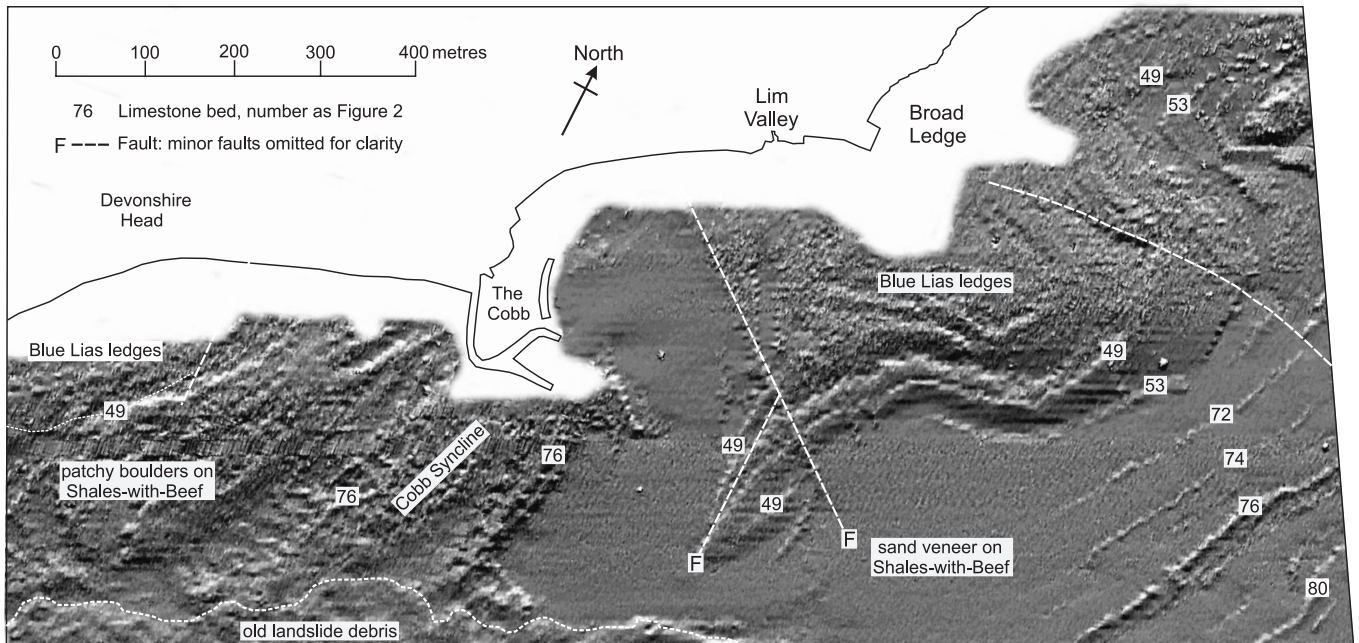 0 100 200 300 400 metres
North
76 Limestone bed, number as Figure 2
F Fault: minor faults omitted for clarity
Lim
Valley
Broad
Ledge
49
53
Devonshire
Head
The
Cobb
Blue Lias ledges
Blue Lias ledges
49
49
53
72
patchy boulders on
Shales-with-Beef
76
Cobb Syncline
76
49
49
74
76
F
F
sand veneer on
Shales-with-Beef
80
old landslide debris